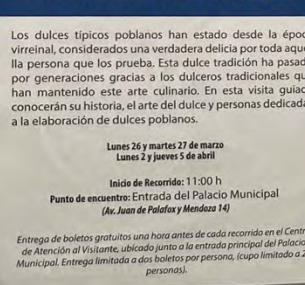 Los dulces típicos poblanos han estado desde la époc
virreinal, considerados una verdadera delicia por toda aque
lla persona que los prueba. Esta dulce tradición ha pasad
por generaciones gracias a los dulceros tradicionales qu
han mantenido este arte culinario. En esta visita guiad
conocerán su historia, el arte del dulce y personas dedicada
a la elaboración de dulces poblanos.
Lunes 26 y martes 27 de marzo
Lunes 2 y jueves 5 de abril
Inicio de Recorrido: 11:00 h
Punto de encuentro: Entrada del Palacio Municipal
(Av. Juan de Palafox y Mendoza 14)
Entrega de boletos gratuitos una hora antes de cada recorrido en el Centr
de Atención al Visitante, ubicado junto a la entrada principal del Palacio
Municipal. Entrega limitada a dos boletos por persona, (cupo limitado a 2
personas).